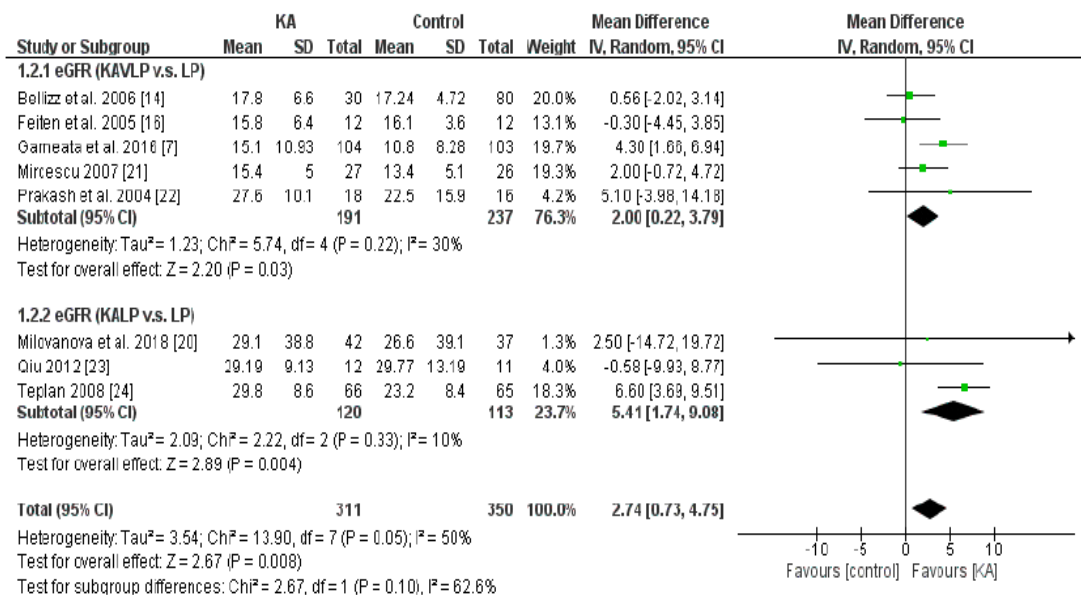 KA Control Mean Difference Mean Difference
Study or Subgroup Mean SD Total Mean SD Total Weight IV, Random, 95% CI IV, Random, 95% CI
1.2.1 eGFR (KAVLP v.s. LP)
Bellizz et al. 2006 [14] 17.8 6.6 30 17.24 4.72 80 20.0% 0.56 [-2.02, 3.14]
Feiten et al. 2005 [16] 15.8 6.4 12 16.1 3.6 12 13.1% -0.30 [-4.45, 3.85]
Garneata et al. 2016 [7] 15.1 10.93 104 10.8 8.28 103 19.7% 4.30 [1.66, 6.94]
Mircescu 2007 [21] 15.4 5 27 13.4 5.1 26 19.3% 2.00 [-0.72, 4.72]
Prakash et al. 2004 [22] 27.6 10.1 18 22.5 15.9 16 4.2% 5.10 [-3.98, 14.18]
Subtotal (95% CI) 191 237 76.3% 2.00 [0.22, 3.79]
Heterogeneity: Tau² = 1.23; Chi² = 5.74, df = 4 (P = 0.22); I² = 30%
Test for overall effect: Z = 2.20 (P = 0.03)
1.2.2 eGFR (KALP v.s. LP)
Milovanova et al. 2018 [20] 29.1 38.8 42 26.6 39.1 37 1.3% 2.50 [-14.72, 19.72]
Qiu 2012 [23] 29.19 9.13 12 29.77 13.19 11 4.0% -0.58 [-9.93, 8.77]
Teplan 2008 [24] 29.8 8.6 66 23.2 8.4 65 18.3% 6.60 [3.69, 9.51]
Subtotal (95% CI) 120 113 23.7% 5.41 [1.74, 9.08]
Heterogeneity: Tau² = 2.09; Chi² = 2.22, df = 2 (P = 0.33); I² = 10%
Test for overall effect: Z = 2.89 (P = 0.004)
Total (95% CI) 311 350 100.0% 2.74 [0.73, 4.75]
Heterogeneity: Tau² = 3.54; Chi² = 13.90, df = 7 (P = 0.05); I² = 50%
Test for overall effect: Z = 2.67 (P = 0.008)
Test for subgroup differences: Chi² = 2.67, df = 1 (P = 0.10), I² = 62.6%
-10 -5 0 5 10
Favours [control] Favours [KA]